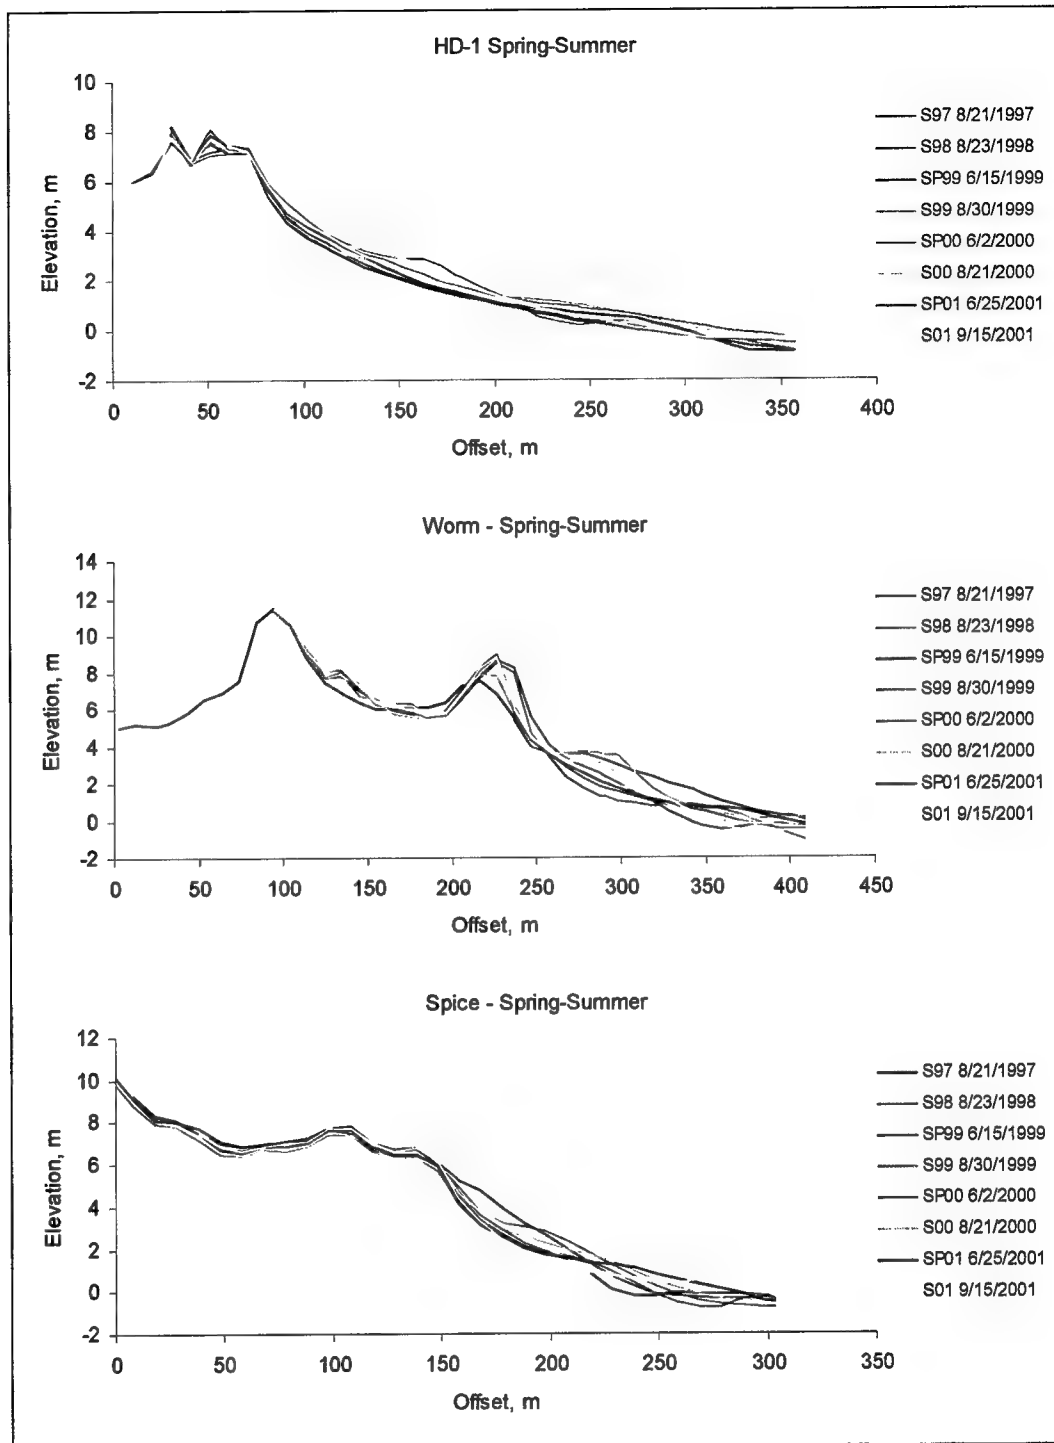 HD-1 Spring-Summer
10
8
6
4
2
0
-2
Elevation, m
0 50 100 150 200 250 300 350 400
Offset, m
S97 8/21/1997
S98 8/23/1998
SP99 6/15/1999
S99 8/30/1999
SP00 6/2/2000
S00 8/21/2000
SP01 6/25/2001
S01 9/15/2001
Worm - Spring-Summer
14
12
10
8
6
4
2
0
-2
Elevation, m
0 50 100 150 200 250 300 350 400 450
Offset, m
S97 8/21/1997
S98 8/23/1998
SP99 6/15/1999
S99 8/30/1999
SP00 6/2/2000
S00 8/21/2000
SP01 6/25/2001
S01 9/15/2001
Spice - Spring-Summer
12
10
8
6
4
2
0
-2
Elevation, m
0 50 100 150 200 250 300 350
Offset, m
S97 8/21/1997
S98 8/23/1998
SP99 6/15/1999
S99 8/30/1999
SP00 6/2/2000
S00 8/21/2000
SP01 6/25/2001
S01 9/15/2001